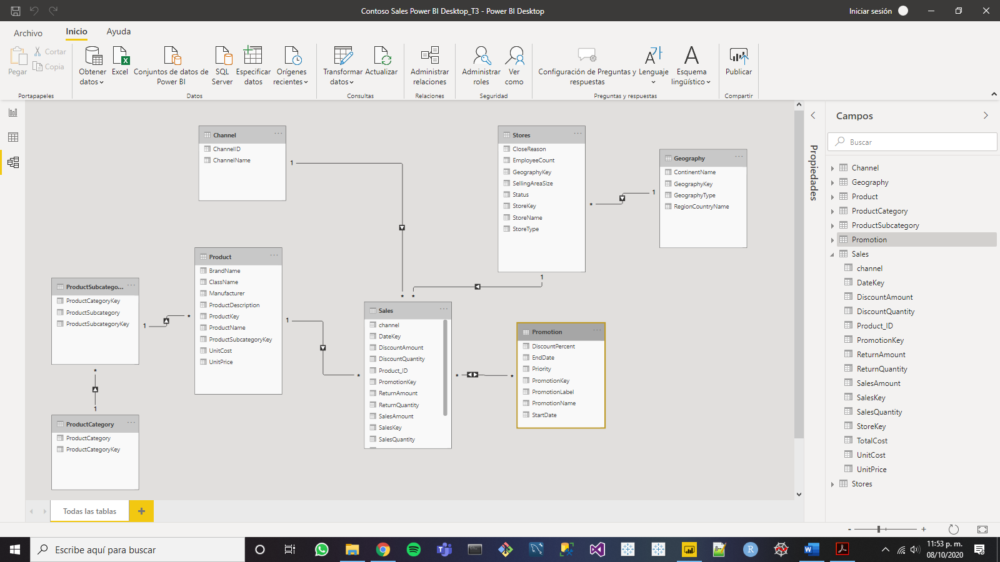 Contoso Sales Power BI Desktop_T3 - Power BI Desktop
Iniciar sesión
Archivo
Inicio
Ayuda
Pegar
Cortar
Copia
Portapapeles
Obtener
datos
Excel
Conjuntos de datos de
Power BI
SQL
Server
Especificar
datos
Orígenes
recientes
Datos
Transformar
datos
Actualizar
Consultas
Administrar
relaciones
Relaciones
Administrar
roles
Ver
como
Seguridad
Configuración de Preguntas y
respuestas
Lenguaje
Esquema
lingüístico
Preguntas y respuestas
Publicar
Compartir
Channel
ChannelID
ChannelName
1
Stores
CloseReason
EmployeeCount
GeographyKey
SellingAreaSize
Status
StoreKey
StoreName
StoreType
1
*
1
Geography
ContinentName
GeographyKey
GeographyType
RegionCountryName
ProductSubcatego...
ProductCategoryKey
ProductSubcategory
ProductSubcategoryKey
1
*
*
1
Product
BrandName
ClassName
Manufacturer
ProductDescription
ProductKey
ProductName
ProductSubcategoryKey
UnitCost
UnitPrice
1
*
* *
Sales
channel
DateKey
DiscountAmount
DiscountQuantity
Product_ID
PromotionKey
ReturnAmount
ReturnQuantity
SalesAmount
SalesKey
SalesQuantity
*
*
Promotion
DiscountPercent
EndDate
Priority
PromotionKey
PromotionLabel
PromotionName
StartDate
ProductCategory
ProductCategory
ProductCategoryKey
Todas las tablas
+
Propiedades
Campos
Buscar
Channel
Geography
Product
ProductCategory
ProductSubcategory
Promotion
Sales
channel
DateKey
DiscountAmount
DiscountQuantity
Product_ID
PromotionKey
ReturnAmount
ReturnQuantity
SalesAmount
SalesKey
SalesQuantity
StoreKey
TotalCost
UnitCost
UnitPrice
Stores
- +
Escribe aquí para buscar
R
11:53 p. m.
08/10/2020